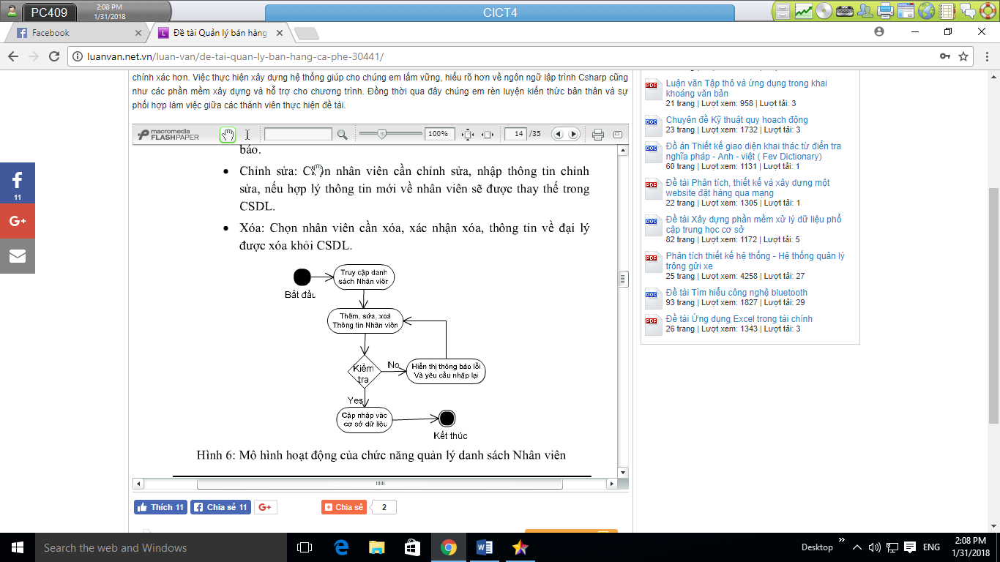 PC409
2:08 PM
1/31/2018
CICT4
Facebook
Đề tài Quản lý bán hàng
luanvan.net.vn/luan-van/de-tai-quan-ly-ban-hang-ca-phe-30441/
chính xác hơn. Việc thực hiện xây dựng hệ thống giúp cho chúng em lắm vững, hiểu rõ hơn về ngôn ngữ lập trình Csharp cũng
như các phần mềm xây dựng và hỗ trợ cho chương trình. Đồng thời qua đây chúng em rèn luyện kiến thức bản thân và sự
phối hợp làm việc giữa các thành viên thực hiện đề tài.
macromedia
FLASHPAPER
100%
14 /35
báo.
• Chỉnh sửa: Chọn nhân viên cần chỉnh sửa, nhập thông tin chỉnh
sửa, nếu hợp lý thông tin mới về nhân viên sẽ được thay thế trong
CSDL.
• Xóa: Chọn nhân viên cần xóa, xác nhận xóa, thông tin về đại lý
được xóa khỏi CSDL.
Truy cập danh
sách Nhân viên
Bắt đầu
Thêm, sửa, xoá
Thông tin Nhân viên
Kiểm
tra
No
Hiển thị thông báo lỗi
Và yêu cầu nhập lại
Yes
Cập nhập vào
cơ sở dữ liệu
Kết thúc
Hình 6: Mô hình hoạt động của chức năng quản lý danh sách Nhân viên
11
G+
Thích 11
Chia sẻ 11
G+
Chia sẻ
2
PDF
Luận văn Tập thô và ứng dụng trong khai
khoáng văn bản
21 trang | Lượt xem: 958 | Lượt tải: 3
DOC
Chuyên đề Kỹ thuật quy hoạch động
23 trang | Lượt xem: 1732 | Lượt tải: 3
DOC
Đồ án Thiết kế giao diện khai thác từ điển tra
nghĩa pháp - Anh - việt ( Fev Dictionary)
60 trang | Lượt xem: 1131 | Lượt tải: 1
PDF
Đề tài Phân tích, thiết kế và xây dựng một
website đặt hàng qua mạng
22 trang | Lượt xem: 1305 | Lượt tải: 1
DOC
Đề tài Xây dựng phần mềm xử lý dữ liệu phổ
cập trung học cơ sở
82 trang | Lượt xem: 1172 | Lượt tải: 5
PDF
Phân tích thiết kế hệ thống - Hệ thống quản lý
trông gửi xe
25 trang | Lượt xem: 4258 | Lượt tải: 27
DOC
Đề tài Tìm hiểu công nghệ bluetooth
93 trang | Lượt xem: 1827 | Lượt tải: 29
PDF
Đề tài Ứng dụng Excel trong tài chính
26 trang | Lượt xem: 1343 | Lượt tải: 3
Search the web and Windows
Desktop
ENG
2:08 PM
1/31/2018